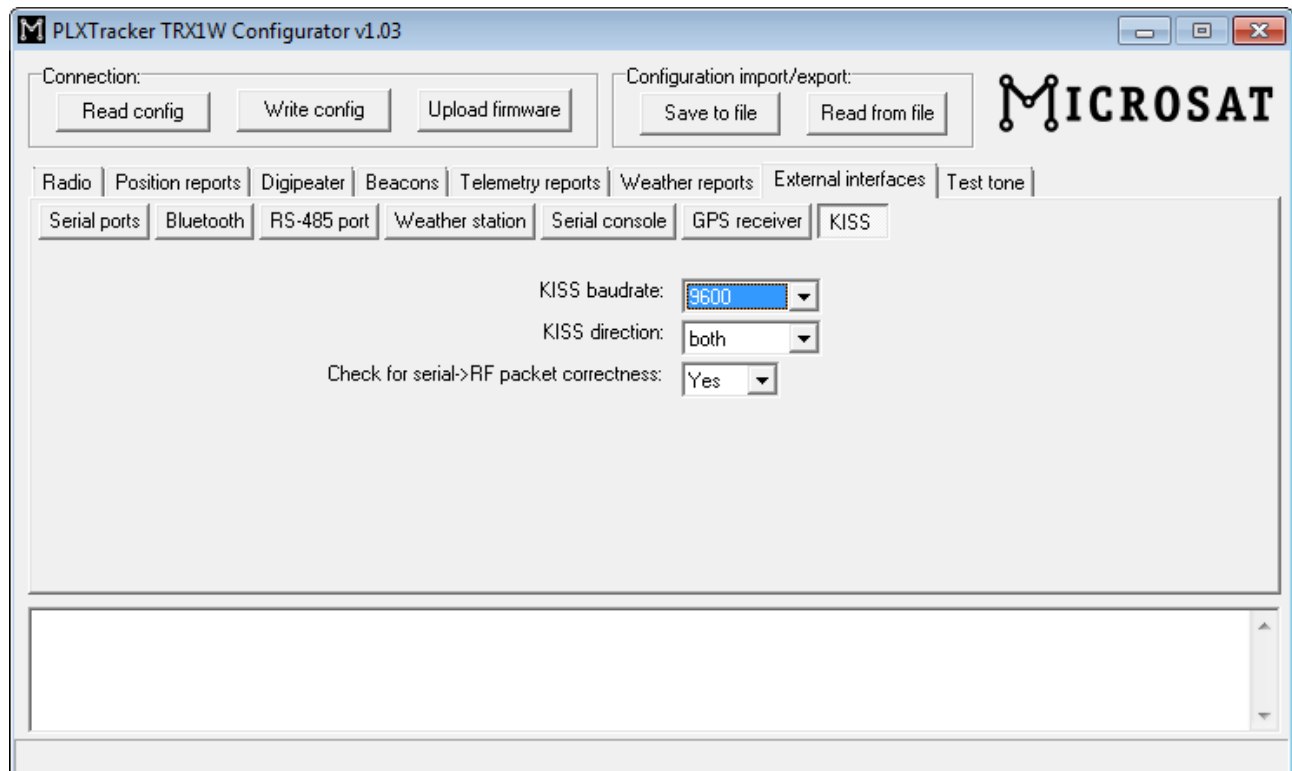 PLXTracker TRX1W Configurator v1.03
Connection: Configuration import/export:
Read config Write config Upload firmware Save to file Read from file MICROSAT
Radio Position reports Digipeater Beacons Telemetry reports Weather reports External interfaces Test tone
Serial ports Bluetooth RS-485 port Weather station Serial console GPS receiver KISS
KISS baudrate: 9600
KISS direction: both
Check for serial->RF packet correctness: Yes